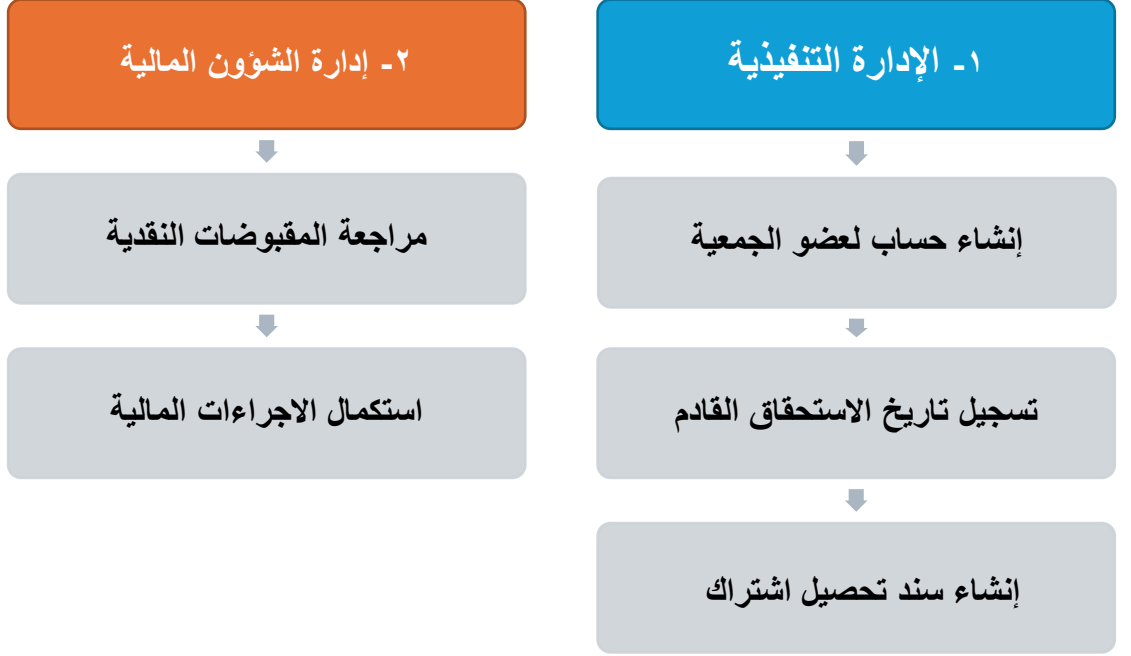 ١- الإدارة التنفيذية
إنشاء حساب لعضو الجمعية
تسجيل تاريخ الاستحقاق القادم
إنشاء سند تحصيل اشتراك
٢- إدارة الشؤون المالية
مراجعة المقبوضات النقدية
استكمال الاجراءات المالية